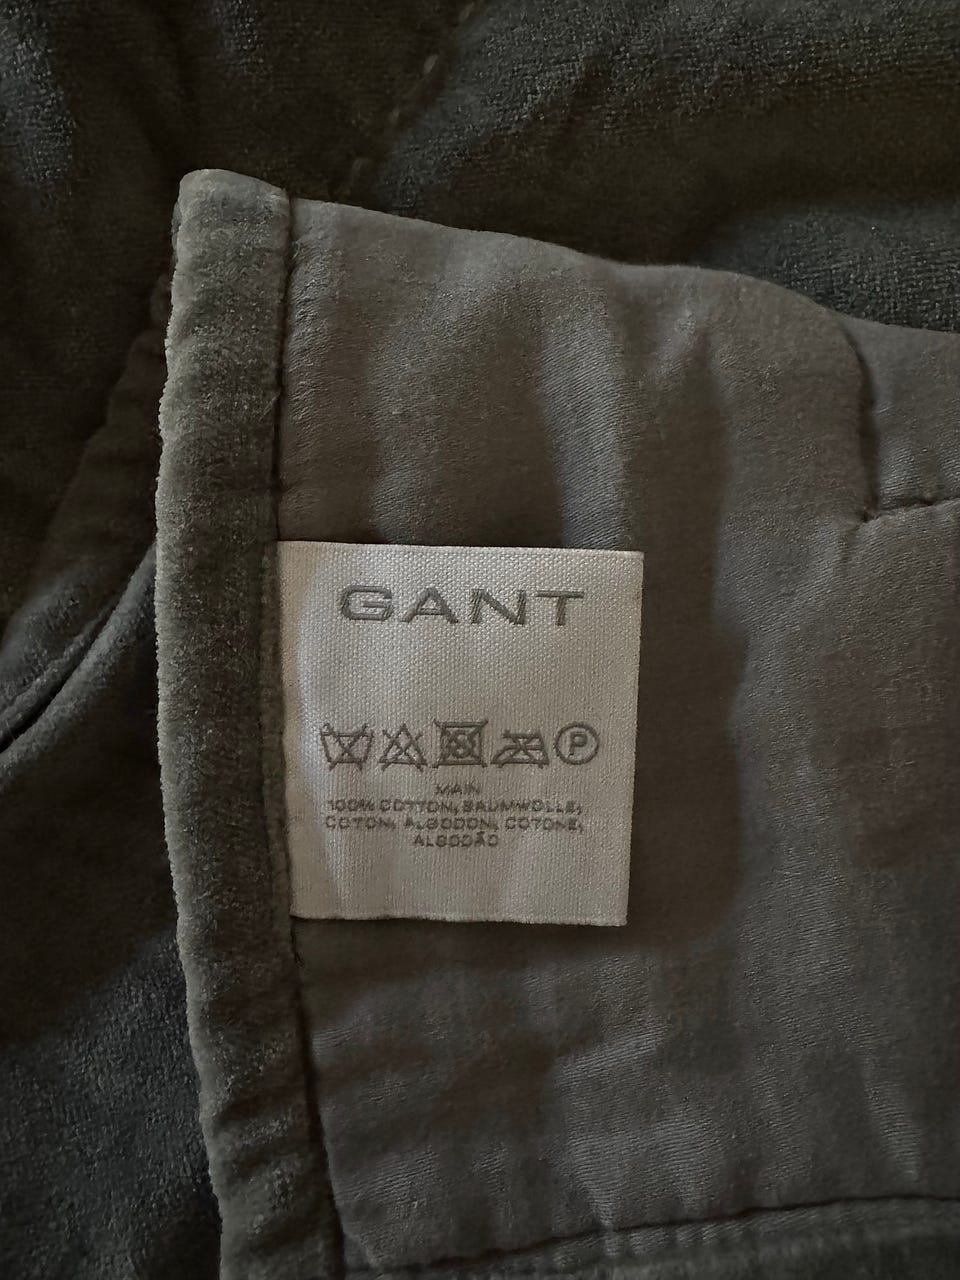 GANT
P
MAIN
100% COTTON, BAUMWOLLE,
COTON, ALGODON, COTONE,
ALGODÃO